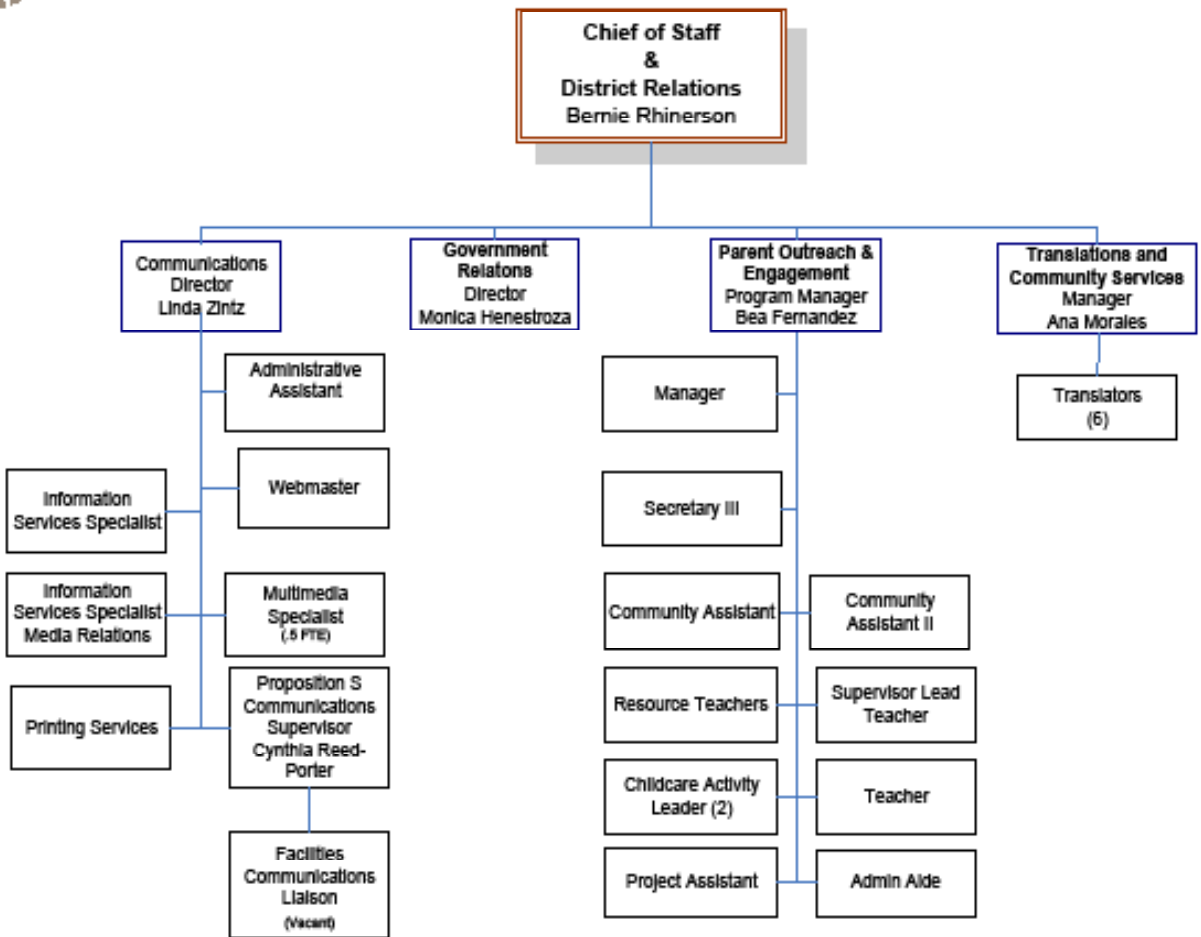 Chief of Staff
&
District Relations
Bernie Rhinerson
Communications
Director
Linda Zintz
Government
Relatons
Director
Monica Henestroza
Parent Outreach &
Engagement
Program Manager
Bea Fernandez
Translations and
Community Services
Manager
Ana Morales
Administrative
Assistant
Manager
Translators
(6)
Information
Services Specialist
Webmaster
Secretary III
Information
Services Specialist
Media Relations
Multimedia
Specialist
(.5 FTE)
Community Assistant
Community
Assistant II
Printing Services
Proposition S
Communications
Supervisor
Cynthia Reed-
Porter
Resource Teachers
Supervisor Lead
Teacher
Childcare Activity
Leader (2)
Teacher
Facilities
Communications
Liaison
(Vacant)
Project Assistant
Admin Aide